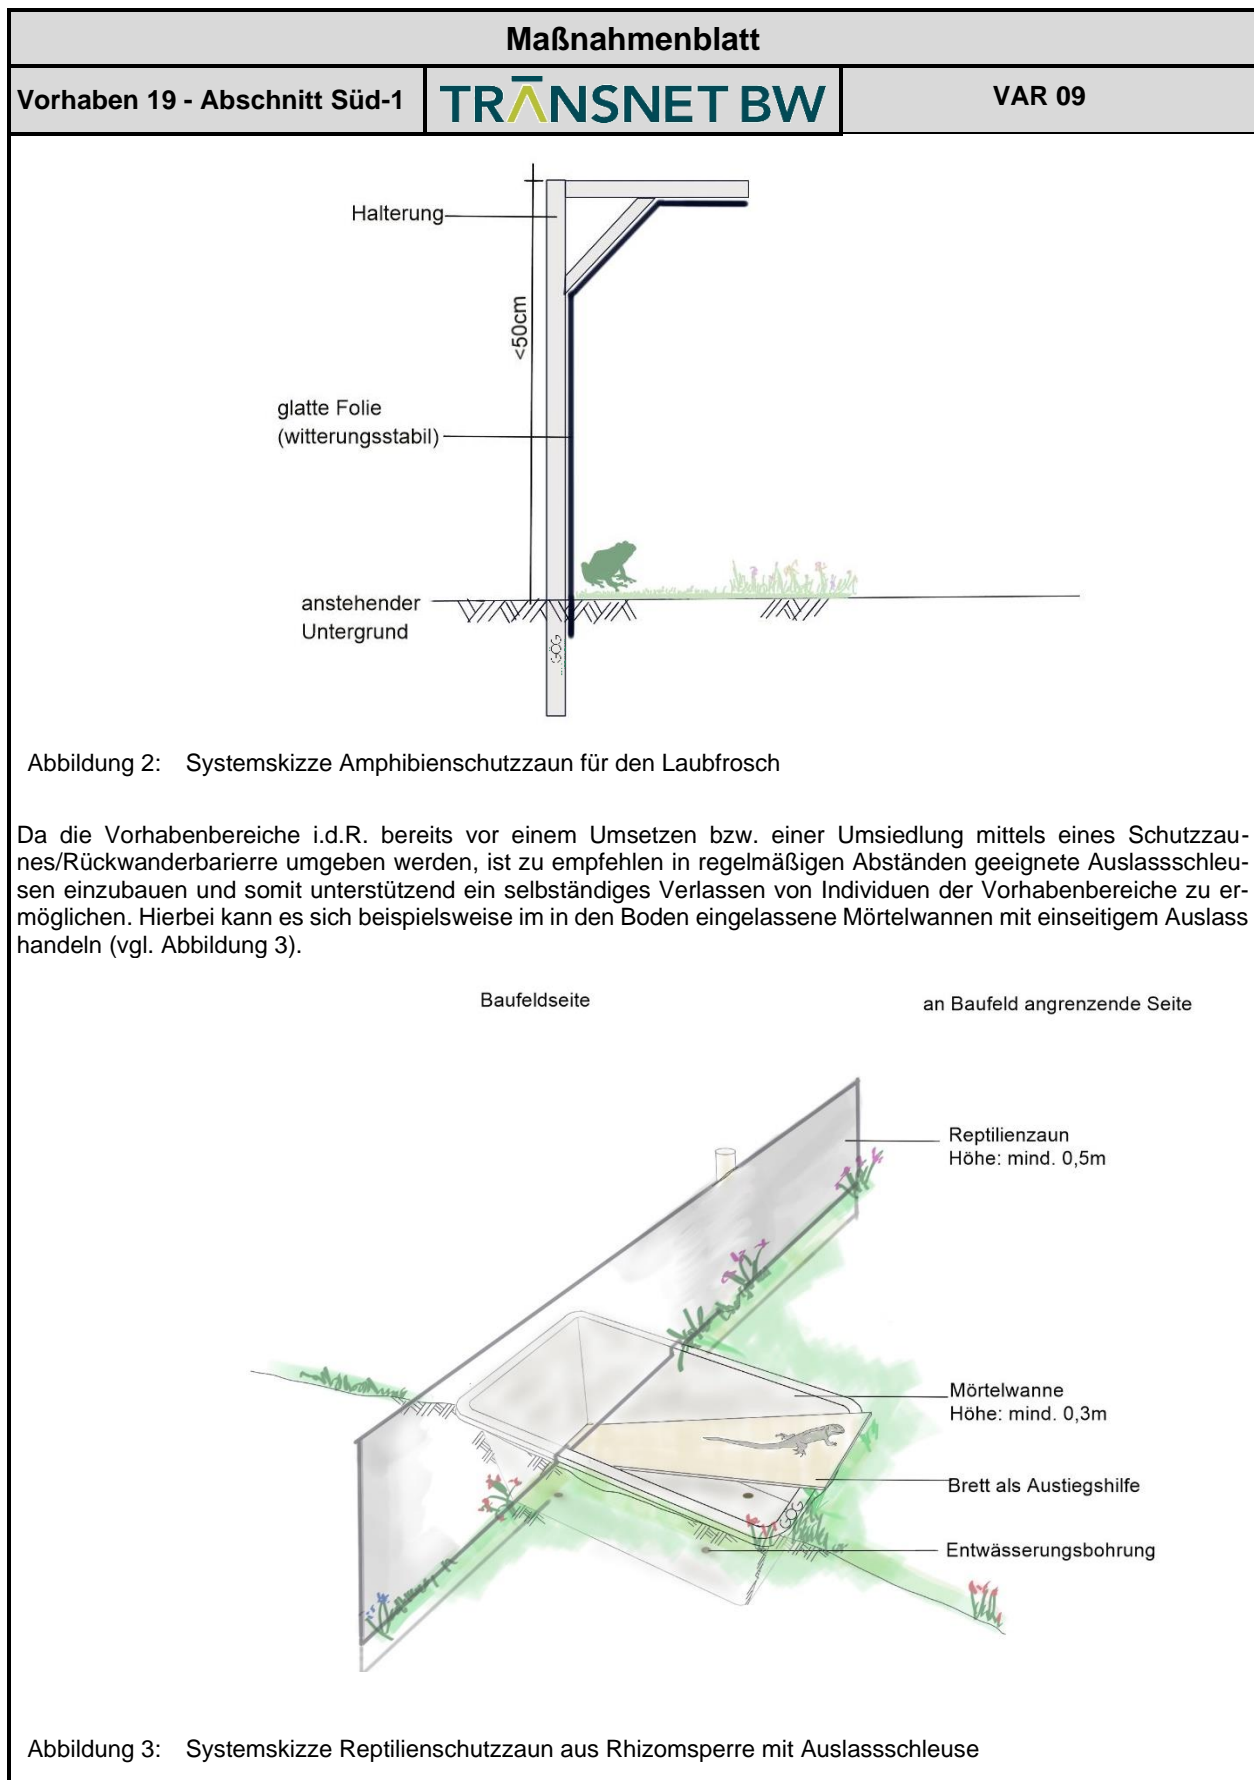 Maßnahmenblatt
Vorhaben 19 - Abschnitt Süd-1
TRANSNET BW
VAR 09
Halterung
<50cm
glatte Folie
(witterungsstabil)
anstehender
Untergrund
GÖG
Abbildung 2: Systemskizze Amphibienschutzzaun für den Laubfrosch
Da die Vorhabenbereiche i.d.R. bereits vor einem Umsetzen bzw. einer Umsiedlung mittels eines Schutzzau-
nes/Rückwanderbarierre umgeben werden, ist zu empfehlen in regelmäßigen Abständen geeignete Auslassschleu-
sen einzubauen und somit unterstützend ein selbständiges Verlassen von Individuen der Vorhabenbereiche zu er-
möglichen. Hierbei kann es sich beispielsweise im in den Boden eingelassene Mörtelwannen mit einseitigem Auslass
handeln (vgl. Abbildung 3).
Baufeldseite
an Baufeld angrenzende Seite
Reptilienzaun
Höhe: mind. 0,5m
Mörtelwanne
Höhe: mind. 0,3m
Brett als Austiegshilfe
GÖG
Entwässerungsbohrung
Abbildung 3: Systemskizze Reptilienschutzzaun aus Rhizomsperre mit Auslassschleuse